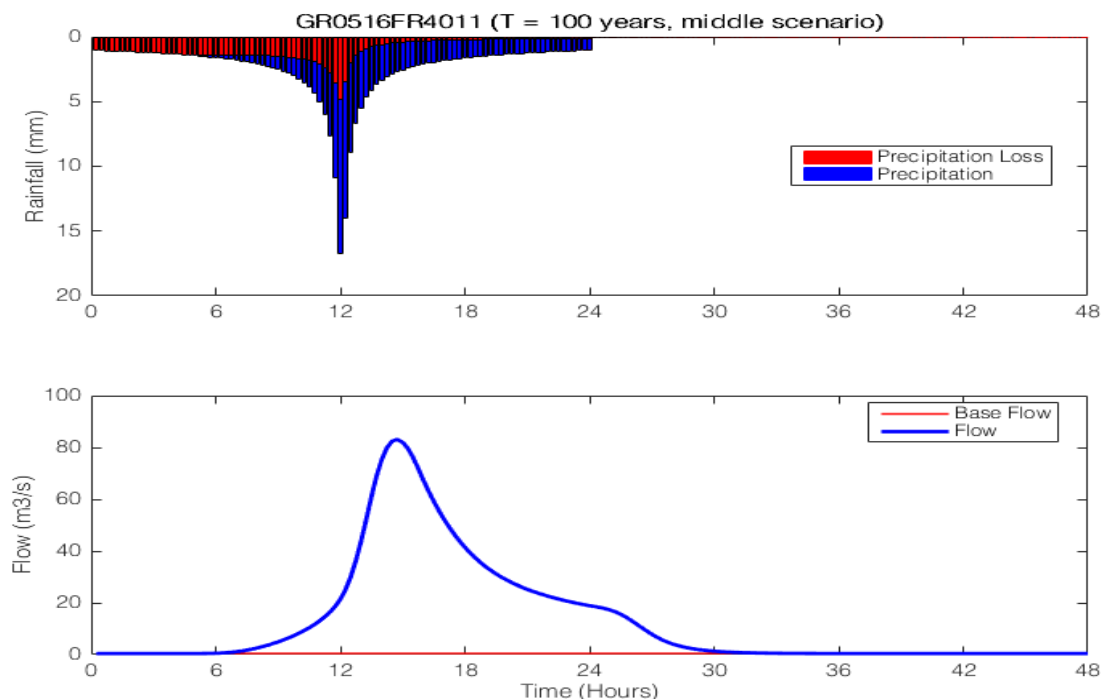 GR0516FR4011 (T = 100 years, middle scenario)
0
5
10
15
20
Rainfall (mm)
Precipitation Loss
Precipitation
0 6 12 18 24 30 36 42 48
100
80
60
40
20
0
Flow (m3/s)
Base Flow
Flow
0 6 12 18 24 30 36 42 48
Time (Hours)